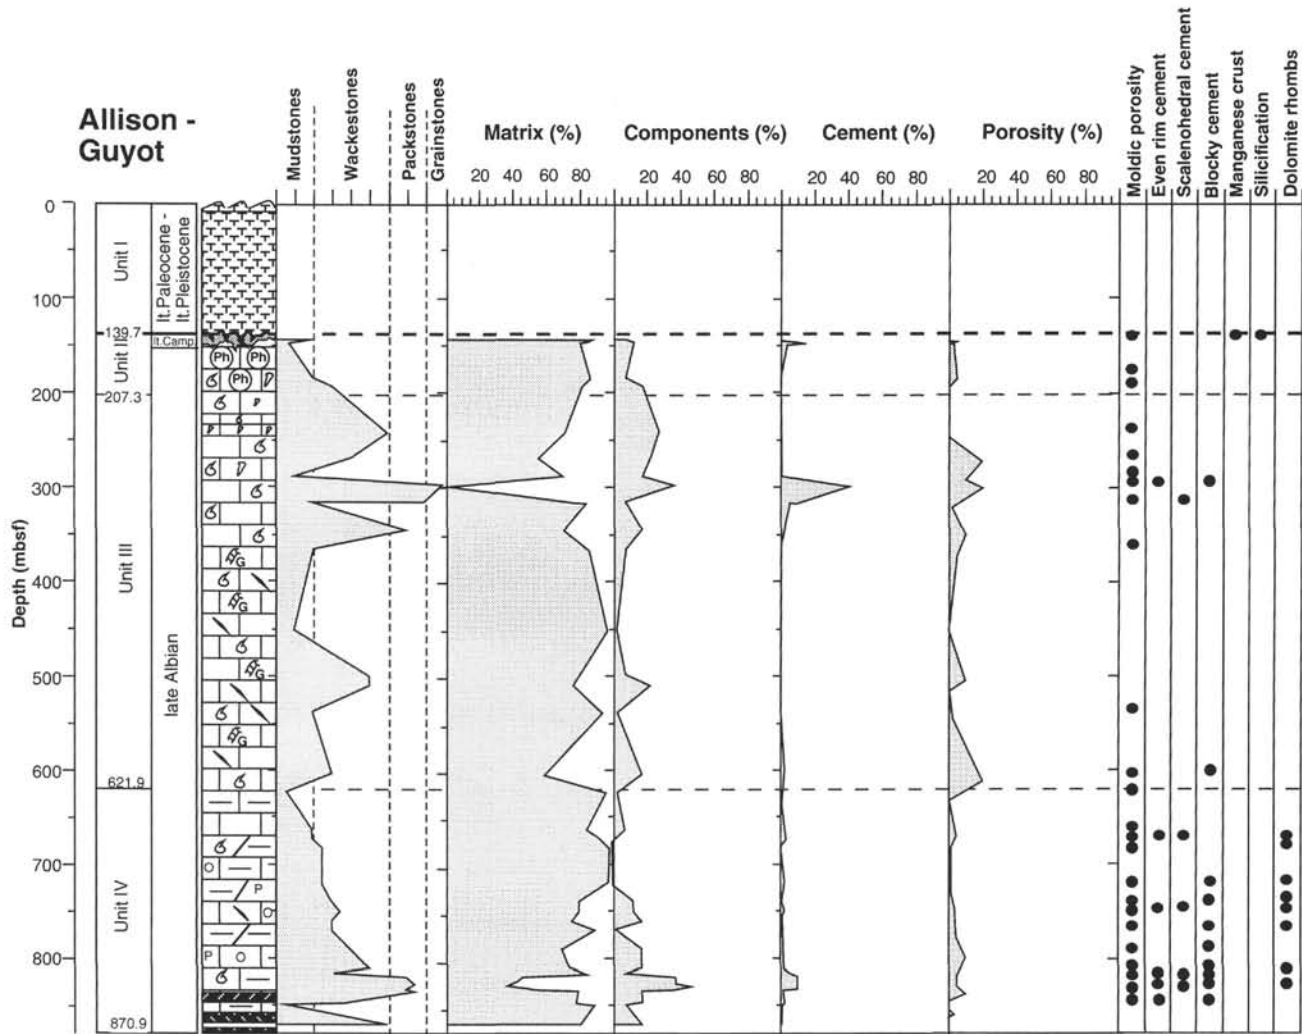 Allison -
Guyot
Mudstones
Wackestones
Packstones
Grainstones
Matrix (%)
Components (%)
Cement (%)
Porosity (%)
Moldic porosity
Even rim cement
Scalenohedral cement
Blocky cement
Manganese crust
Silicification
Dolomite rhombs
20 40 60 80
20 40 60 80
20 40 60 80
20 40 60 80
Depth (mbsf)
0
100
200
300
400
500
600
700
800
Unit I
139.7
Unit II
207.3
Unit III
621.9
Unit IV
870.9
lt.Paleocene -
lt.Pleistocene
lt.Camp.
late Albian
Ph Ph
Ph
G
G
G
G
P
P